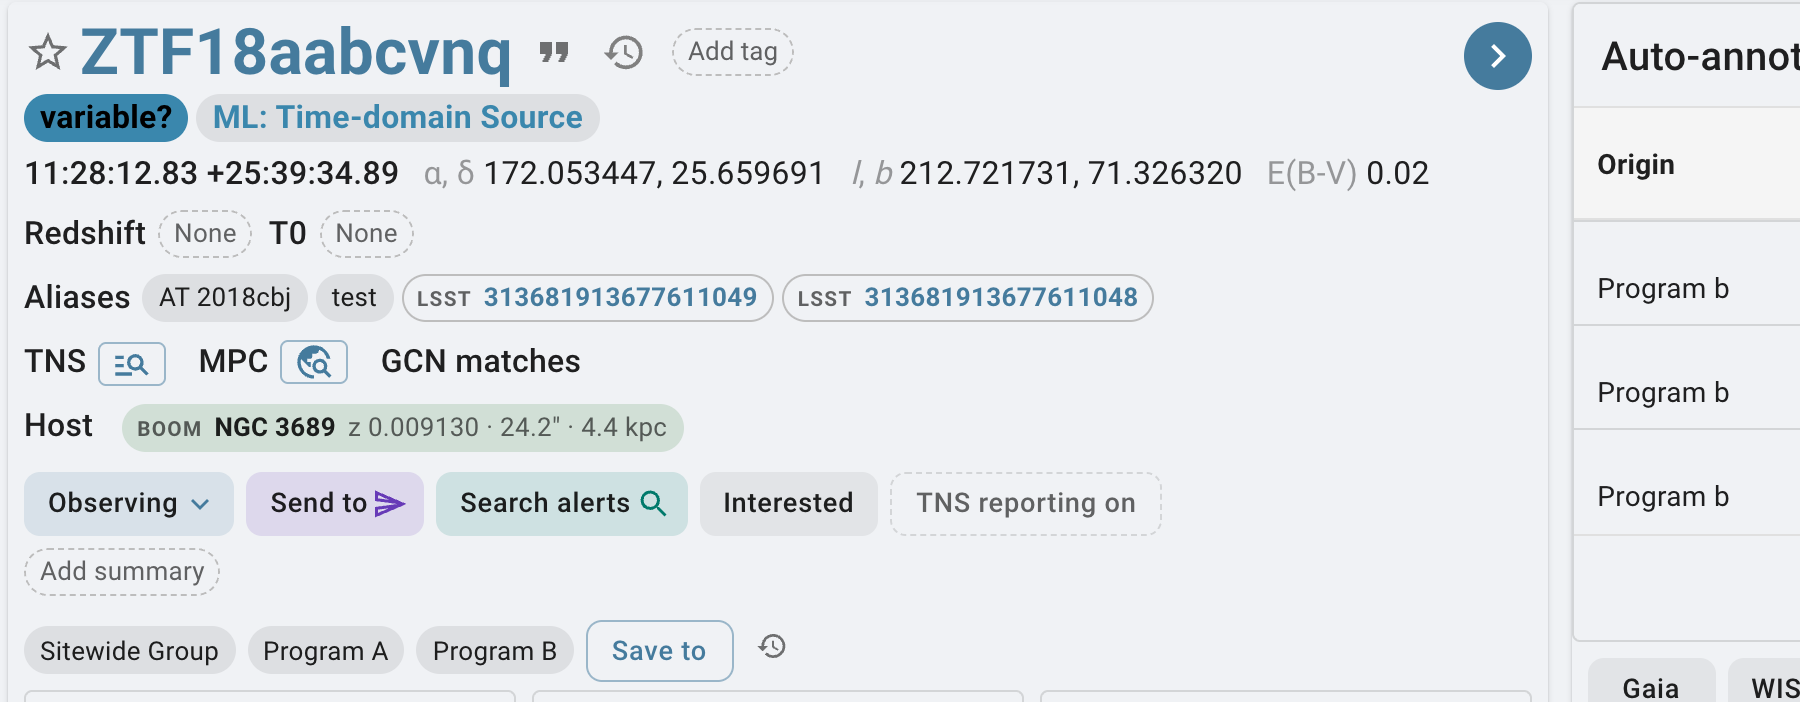 ZTF18aabcvnq Add tag
variable? ML: Time-domain Source
11:28:12.83 +25:39:34.89 α, δ 172.053447, 25.659691 l, b 212.721731, 71.326320 E(B-V) 0.02
Redshift None T0 None
Aliases AT 2018cbj test LSST 313681913677611049 LSST 313681913677611048
TNS MPC GCN matches
Host BOOM NGC 3689 z 0.009130 · 24.2" · 4.4 kpc
Observing Send to Search alerts Interested TNS reporting on
Add summary
Sitewide Group Program A Program B Save to
Auto-annot
Origin
Program b
Program b
Program b
Gaia WIS